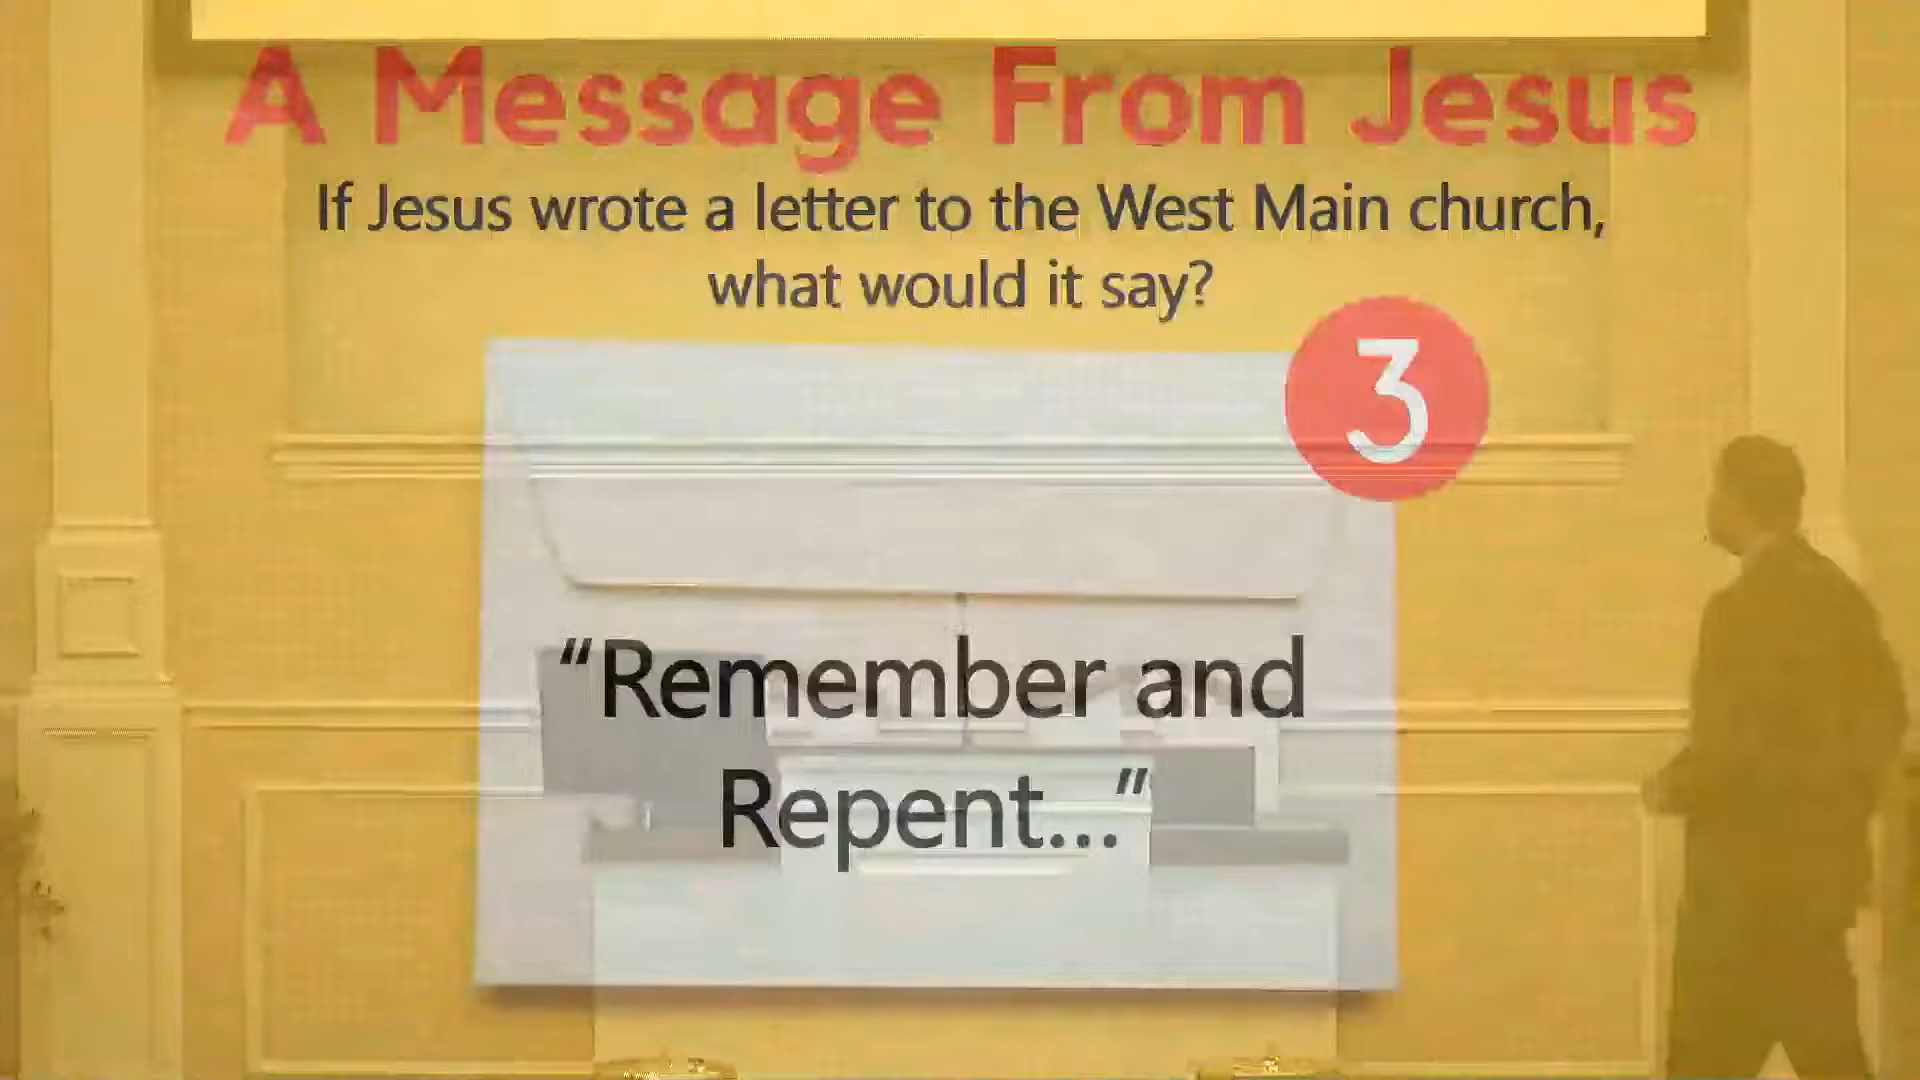 A Message From Jesus
If Jesus wrote a letter to the West Main church,
what would it say?
3
“Remember and
Repent...”